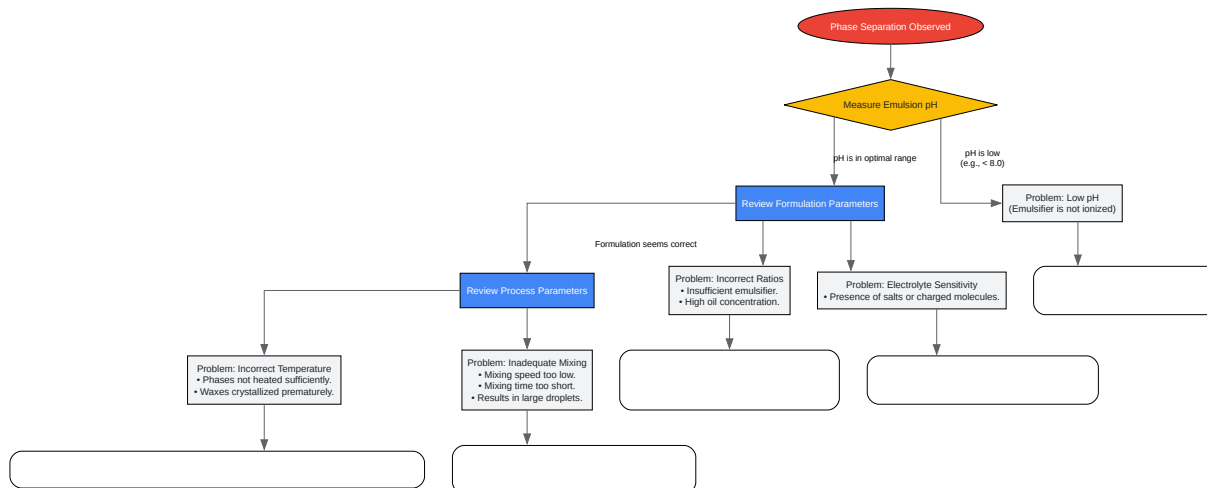 Phase Separation Observed
Measure Emulsion pH
pH is in optimal range
pH is low
(e.g., < 8.0)
Review Formulation Parameters
Problem: Low pH
(Emulsifier is not ionized)
Formulation seems correct
Review Process Parameters
Problem: Incorrect Ratios
• Insufficient emulsifier.
• High oil concentration.
Problem: Electrolyte Sensitivity
• Presence of salts or charged molecules.
Problem: Incorrect Temperature
• Phases not heated sufficiently.
• Waxes crystallized prematurely.
Problem: Inadequate Mixing
• Mixing speed too low.
• Mixing time too short.
• Results in large droplets.